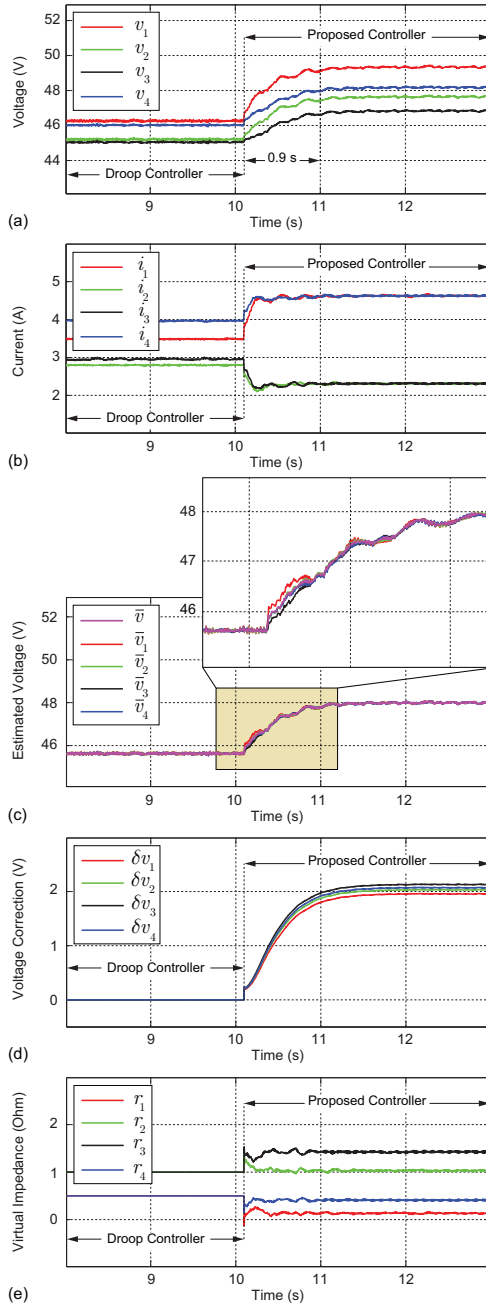 52
50
48
46
44
Voltage (V)
v1
v2
v3
v4
Proposed Controller
0.9 s
Droop Controller
9
10
11
12
Time (s)
(a)
5
4
3
2
Current (A)
i1
i2
i3
i4
Proposed Controller
Droop Controller
9
10
11
12
Time (s)
(b)
48
47
46
52
50
48
46
Estimated Voltage (V)
v̅
v̅1
v̅2
v̅3
v̅4
9
10
11
12
Time (s)
(c)
2
1
0
Voltage Correction (V)
δv1
δv2
δv3
δv4
Proposed Controller
Droop Controller
9
10
11
12
Time (s)
(d)
2
1
0
Virtual Impedance (Ohm)
r1
r2
r3
r4
Proposed Controller
Droop Controller
9
10
11
12
Time (s)
(e)